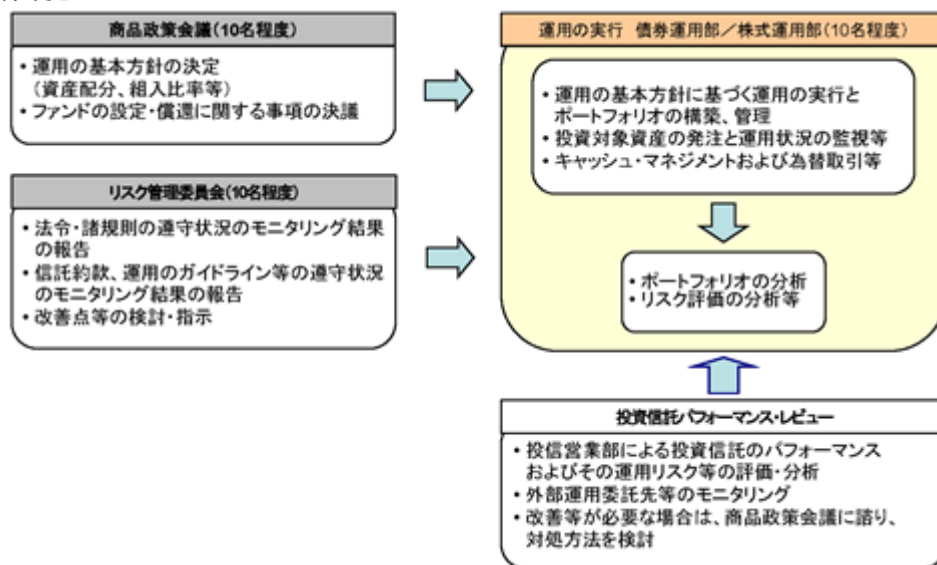 商品政策会議(10名程度)
• 運用の基本方針の決定
(資産配分、組入比率等)
• ファンドの設定・償還に関する事項の決議
リスク管理委員会(10名程度)
• 法令・諸規則の遵守状況のモニタリング結果
の報告
• 信託約款、運用のガイドライン等の遵守状況
のモニタリング結果の報告
• 改善点等の検討・指示
運用の実行 債券運用部/株式運用部(10名程度)
• 運用の基本方針に基づく運用の実行と
ポートフォリオの構築、管理
• 投資対象資産の発注と運用状況の監視等
• キャッシュ・マネジメントおよび為替取引等
• ポートフォリオの分析
• リスク評価の分析等
投資信託パフォーマンス・レビュー
• 投信営業部による投資信託のパフォーマンス
およびその運用リスク等の評価・分析
• 外部運用委託先等のモニタリング
• 改善等が必要な場合は、商品政策会議に諮り、
対処方法を検討